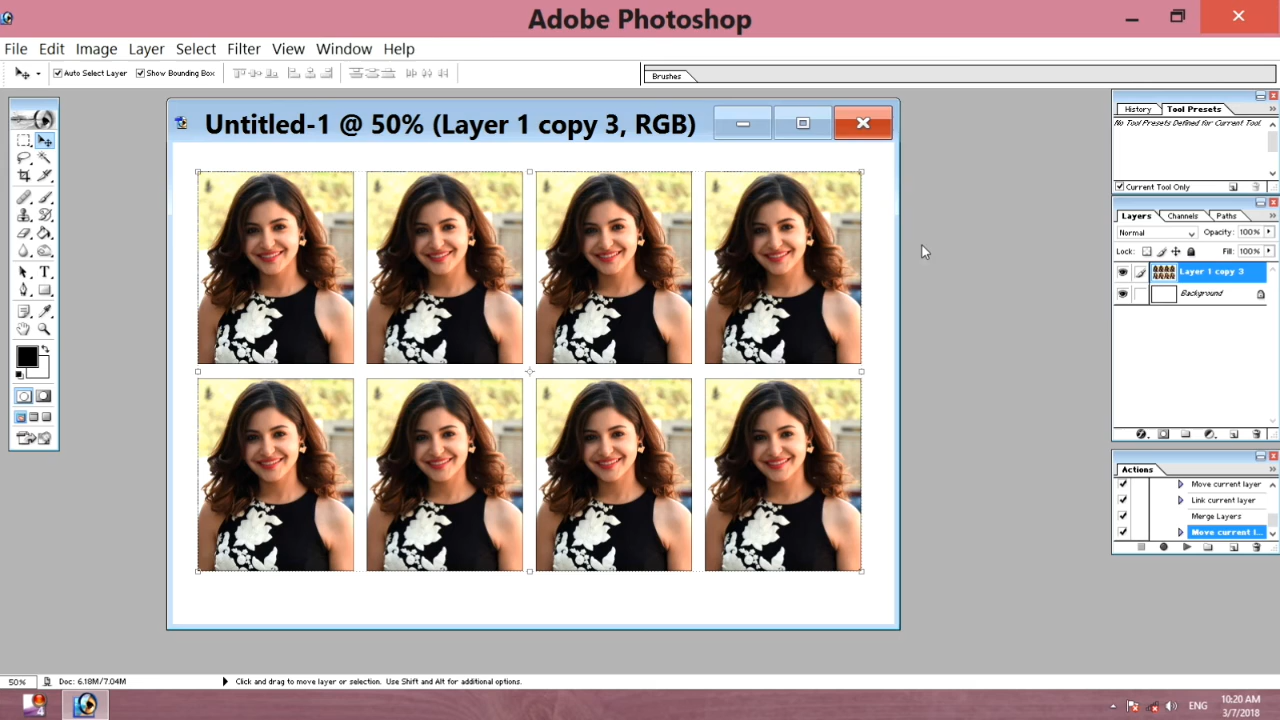 Adobe Photoshop
File Edit Image Layer Select Filter View Window Help
Auto Select Layer Show Bounding Box
Brushes
Untitled-1 @ 50% (Layer 1 copy 3, RGB)
History Tool Presets
No Tool Presets Defined for Current Tool.
Current Tool Only
Layers Channels Paths
Normal Opacity: 100%
Lock: Fill: 100%
Layer 1 copy 3
Background
Actions
Move current layer
Link current layer
Merge Layers
Move current l...
50% Doc: 6.18M/7.04M Click and drag to move layer or selection. Use Shift and Alt for additional options.
ENG
10:20 AM
3/7/2018